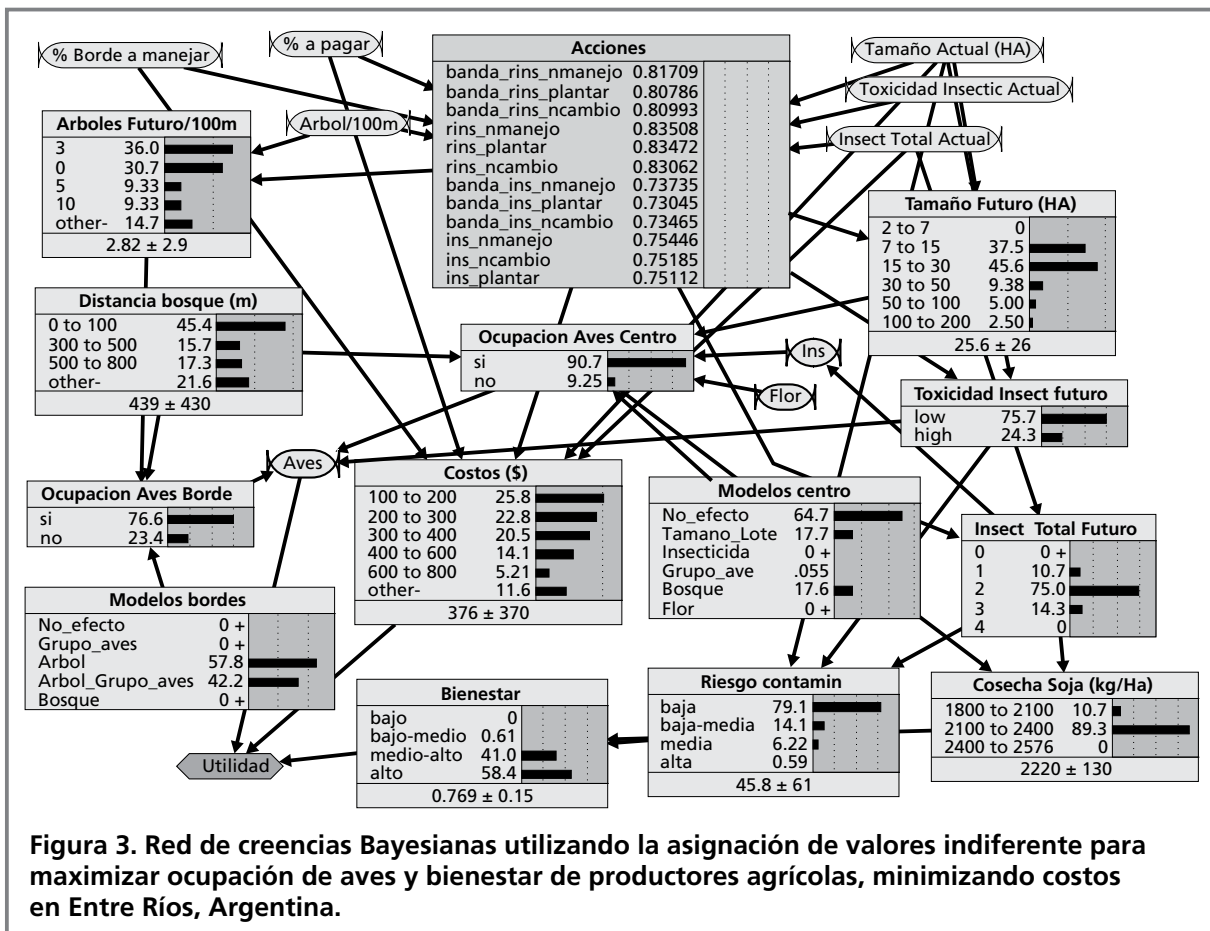 % Borde a manejar
% a pagar
Acciones
banda_rins_nmanejo 0.81709
banda_rins_plantar 0.80786
banda_rins_ncambio 0.80993
rins_nmanejo 0.83508
rins_plantar 0.83472
rins_ncambio 0.83062
banda_ins_nmanejo 0.73735
banda_ins_plantar 0.73045
banda_ins_ncambio 0.73465
ins_nmanejo 0.75446
ins_ncambio 0.75185
ins_plantar 0.75112
Tamaño Actual (HA)
Toxicidad Insectic Actual
Insect Total Actual
Arboles Futuro/100m
3 36.0
0 30.7
5 9.33
10 9.33
other- 14.7
2.82 ± 2.9
Arbol/100m
Tamaño Futuro (HA)
2 to 7 0
7 to 15 37.5
15 to 30 45.6
30 to 50 9.38
50 to 100 5.00
100 to 200 2.50
25.6 ± 26
Distancia bosque (m)
0 to 100 45.4
300 to 500 15.7
500 to 800 17.3
other- 21.6
439 ± 430
Ocupacion Aves Centro
si 90.7
no 9.25
Ins
Flor
Toxicidad Insect futuro
low 75.7
high 24.3
Aves
Ocupacion Aves Borde
si 76.6
no 23.4
Costos ($)
100 to 200 25.8
200 to 300 22.8
300 to 400 20.5
400 to 600 14.1
600 to 800 5.21
other- 11.6
376 ± 370
Modelos centro
No_efecto 64.7
Tamano_Lote 17.7
Insecticida 0 +
Grupo_ave .055
Bosque 17.6
Flor 0 +
Insect Total Futuro
0 0 +
1 10.7
2 75.0
3 14.3
4 0
Modelos bordes
No_efecto 0 +
Grupo_aves 0 +
Arbol 57.8
Arbol_Grupo_aves 42.2
Bosque 0 +
Utilidad
Bienestar
bajo 0
bajo-medio 0.61
medio-alto 41.0
alto 58.4
0.769 ± 0.15
Riesgo contamin
baja 79.1
baja-media 14.1
media 6.22
alta 0.59
45.8 ± 61
Cosecha Soja (kg/Ha)
1800 to 2100 10.7
2100 to 2400 89.3
2400 to 2576 0
2220 ± 130
Figura 3. Red de creencias Bayesianas utilizando la asignación de valores indiferente para
maximizar ocupación de aves y bienestar de productores agrícolas, minimizando costos
en Entre Ríos, Argentina.